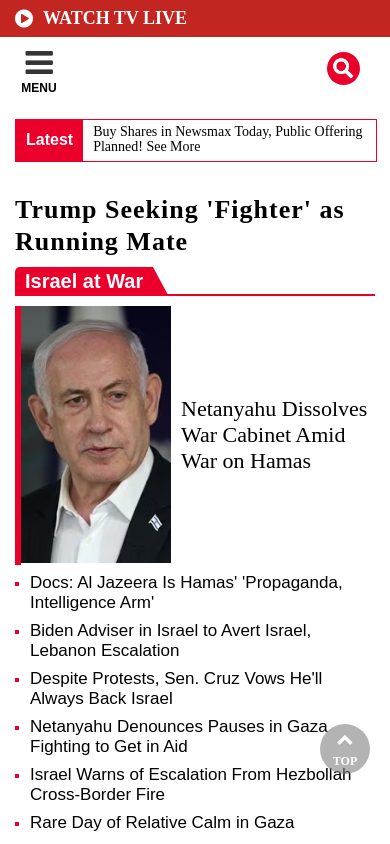 WATCH TV LIVE
MENU
Latest
Buy Shares in Newsmax Today, Public Offering
Planned! See More
Trump Seeking 'Fighter' as
Running Mate
Israel at War
Netanyahu Dissolves
War Cabinet Amid
War on Hamas
Docs: Al Jazeera Is Hamas' 'Propaganda,
Intelligence Arm'
Biden Adviser in Israel to Avert Israel,
Lebanon Escalation
Despite Protests, Sen. Cruz Vows He'll
Always Back Israel
Netanyahu Denounces Pauses in Gaza
Fighting to Get in Aid
TOP
Israel Warns of Escalation From Hezbollah
Cross-Border Fire
Rare Day of Relative Calm in Gaza